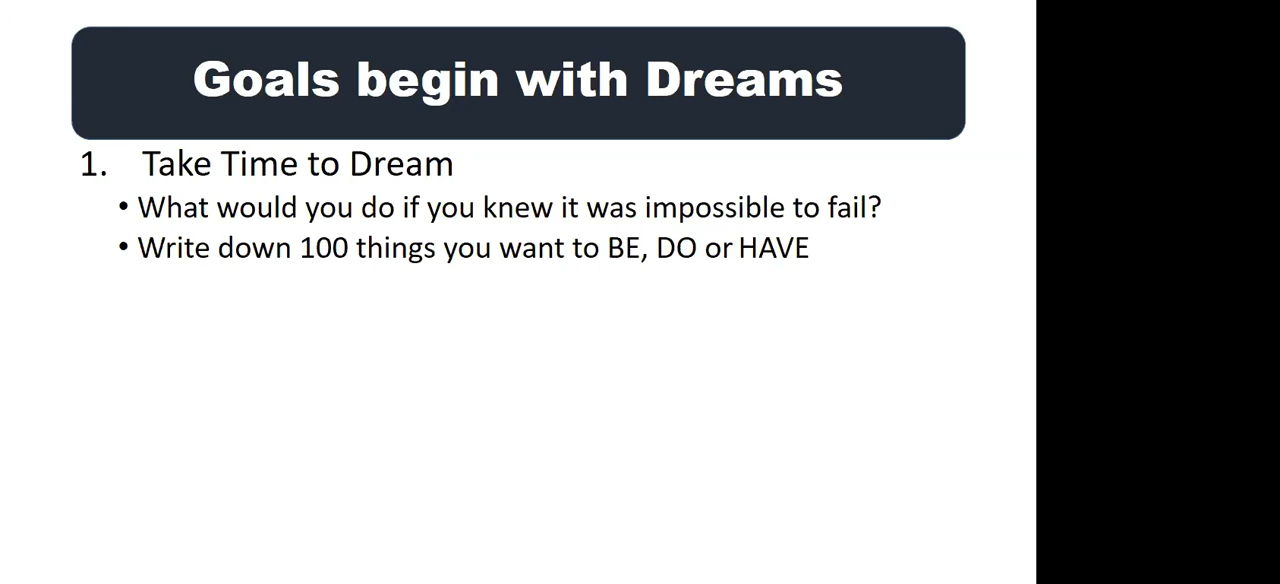 Goals begin with Dreams
1. Take Time to Dream
• What would you do if you knew it was impossible to fail?
• Write down 100 things you want to BE, DO or HAVE